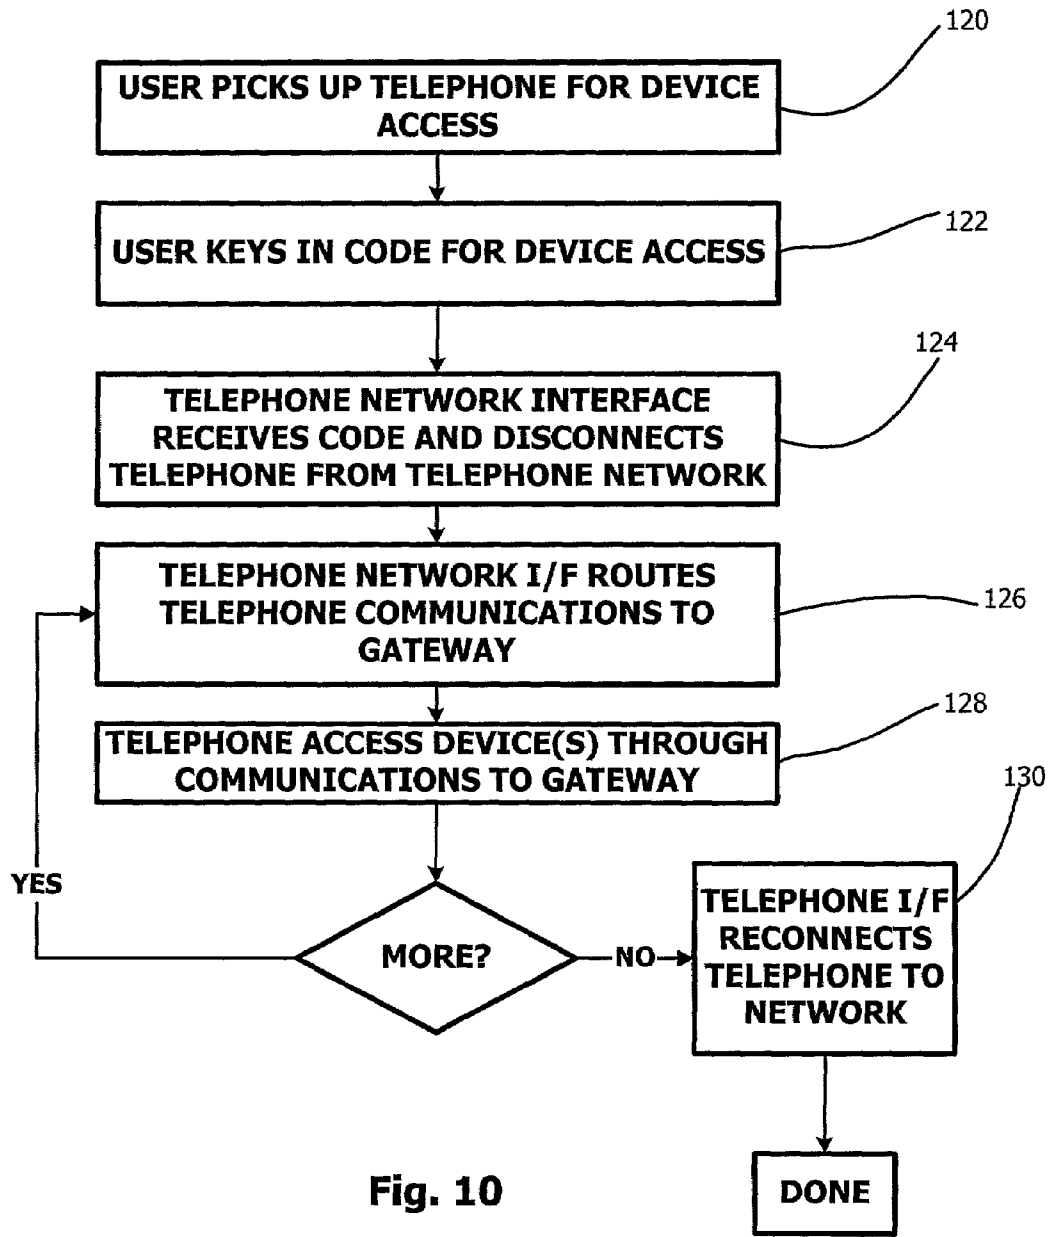 120
USER PICKS UP TELEPHONE FOR DEVICE
ACCESS
122
USER KEYS IN CODE FOR DEVICE ACCESS
124
TELEPHONE NETWORK INTERFACE
RECEIVES CODE AND DISCONNECTS
TELEPHONE FROM TELEPHONE NETWORK
TELEPHONE NETWORK I/F ROUTES
TELEPHONE COMMUNICATIONS TO
GATEWAY
126
128
TELEPHONE ACCESS DEVICE(S) THROUGH
COMMUNICATIONS TO GATEWAY
130
YES
MORE?
NO
TELEPHONE I/F
RECONNECTS
TELEPHONE TO
NETWORK
DONE
Fig. 10